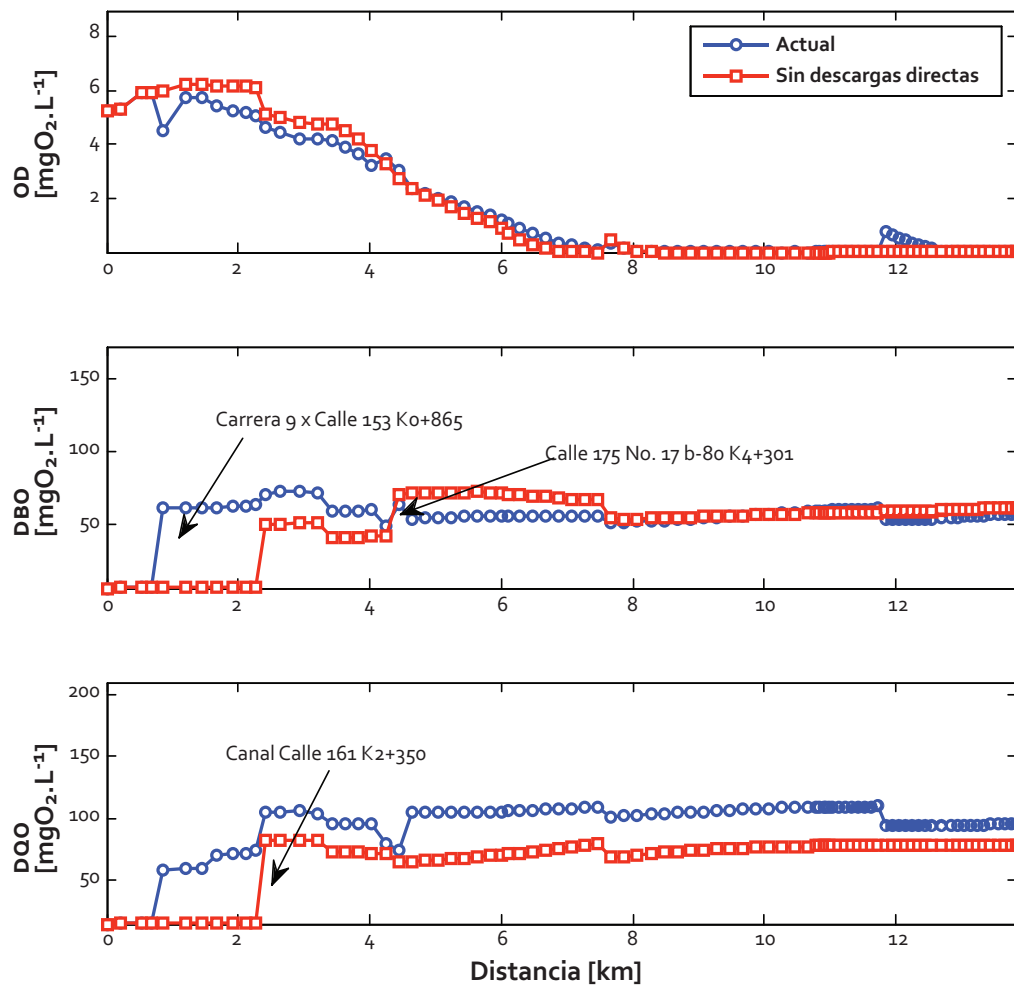 8
6
4
2
OD
[mgO₂.L⁻¹]
Actual
Sin descargas directas
0 2 4 6 8 10 12
150
100
50
DBO
[mgO₂.L⁻¹]
Carrera 9 x Calle 153 K0+865
Calle 175 No. 17 b-80 K4+301
0 2 4 6 8 10 12
200
150
100
50
DQO
[mgO₂.L⁻¹]
Canal Calle 161 K2+350
0 2 4 6 8 10 12
Distancia [km]